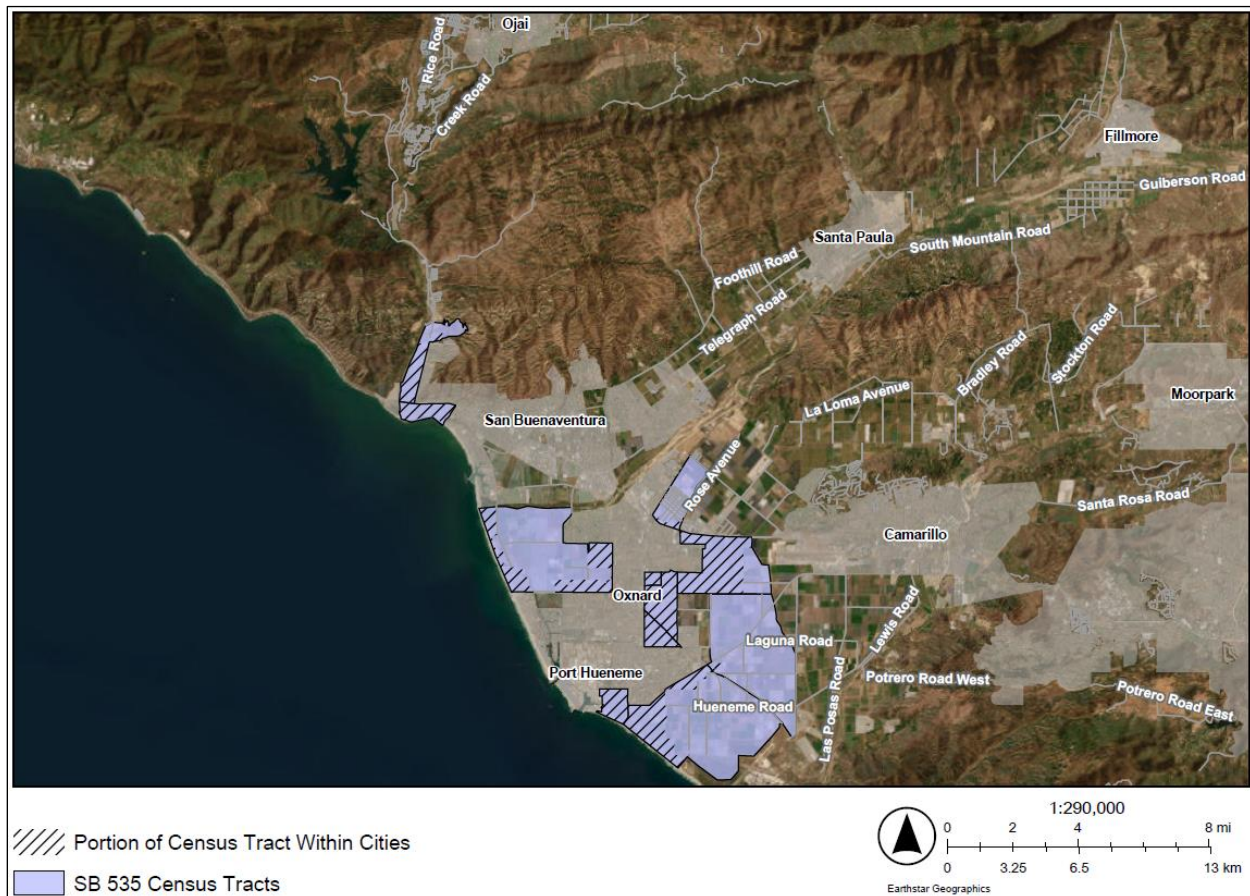 Ojai
Rice Road
Creek Road
Fillmore
Guiberson Road
Santa Paula
South Mountain Road
Foothill Road
Telegraph Road
Bradley Road
Stockton Road
La Loma Avenue
Moorpark
San Buenaventura
Rose Avenue
Santa Rosa Road
Camarillo
Oxnard
Lewis Road
Laguna Road
Port Hueneme
Potrero Road West
Potrero Road East
Hueneme Road
Las Posas Road
Portion of Census Tract Within Cities
SB 535 Census Tracts
1:290,000
0 2 4 8 mi
0 3.25 6.5 13 km
Earthstar Geographics